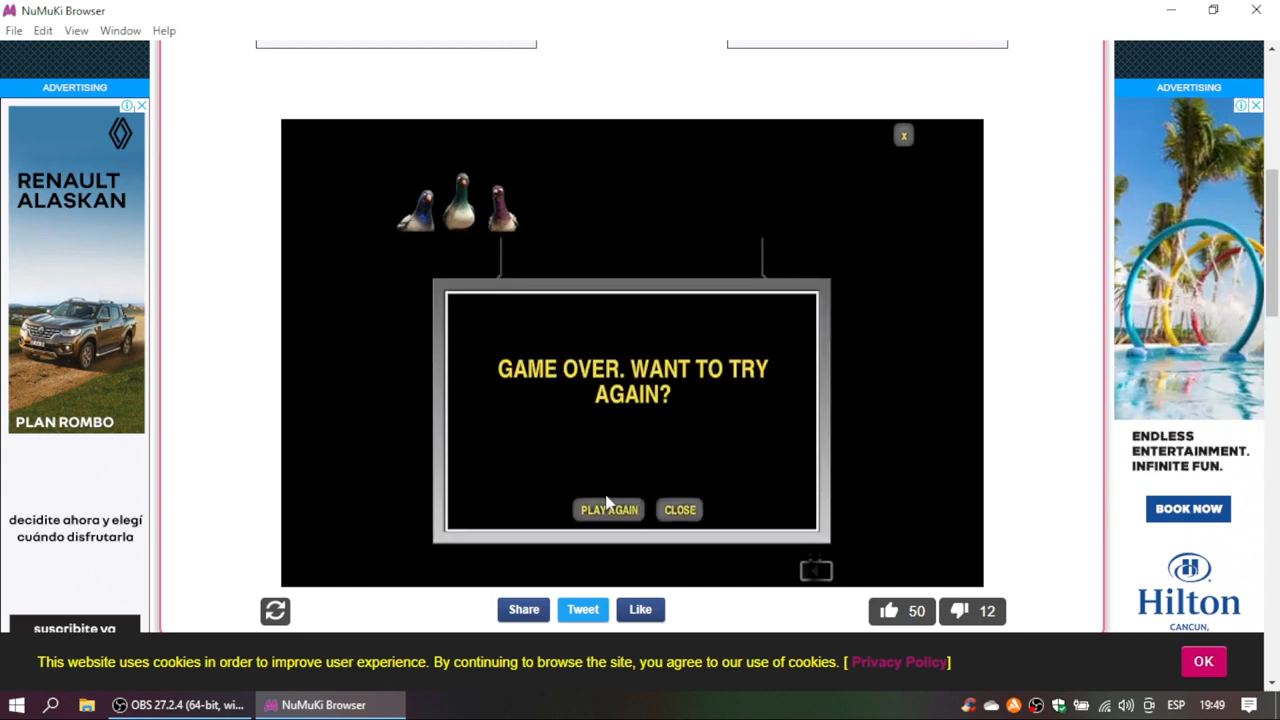 NuMuKi Browser
File Edit View Window Help
ADVERTISING
RENAULT
ALASKAN
PLAN ROMBO
decidite ahora y elegí
cuándo disfrutarla
suscribite ya
x
GAME OVER. WANT TO TRY
AGAIN?
PLAY AGAIN CLOSE
Share Tweet Like 50 12
ADVERTISING
ENDLESS
ENTERTAINMENT.
INFINITE FUN.
BOOK NOW
H
Hilton
CANCUN,
This website uses cookies in order to improve user experience. By continuing to browse the site, you agree to our use of cookies. [ Privacy Policy] OK
OBS 27.2.4 (64-bit, wi... NuMuKi Browser ESP 19:49